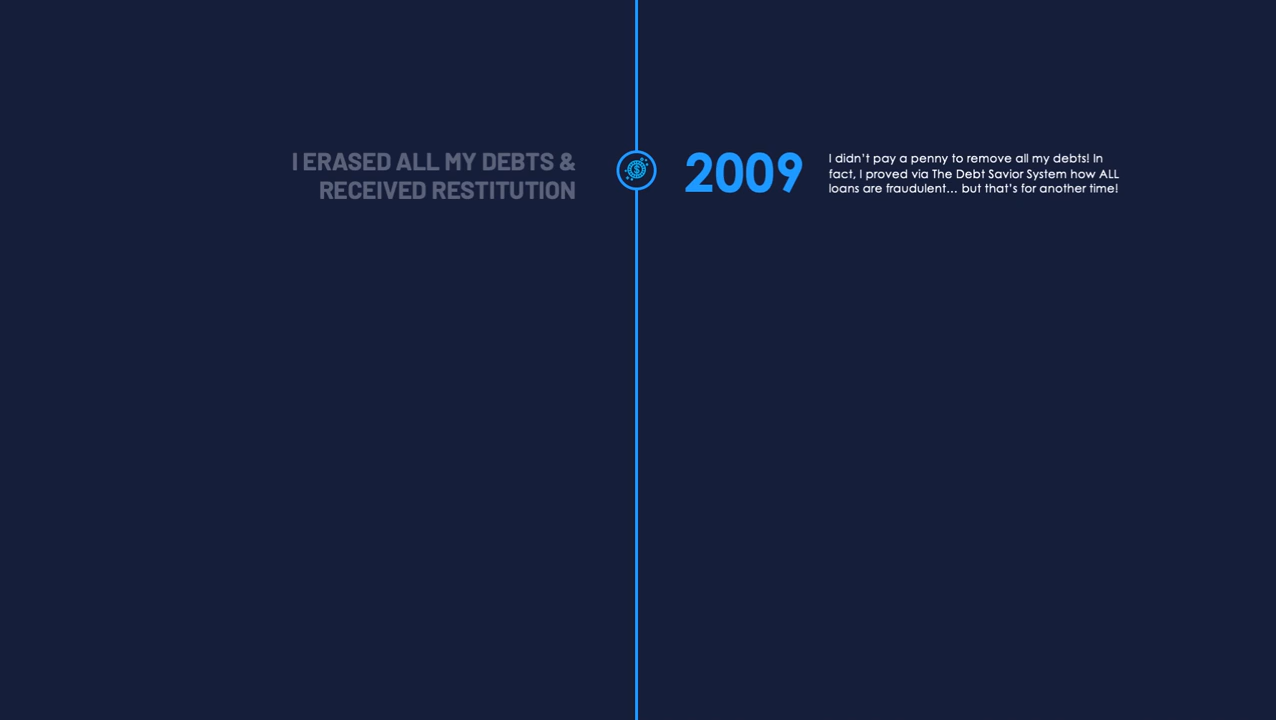 I ERASED ALL MY DEBTS &
RECEIVED RESTITUTION
2009
I didn't pay a penny to remove all my debts! In
fact, I proved via The Debt Savior System how ALL
loans are fraudulent... but that's for another time!